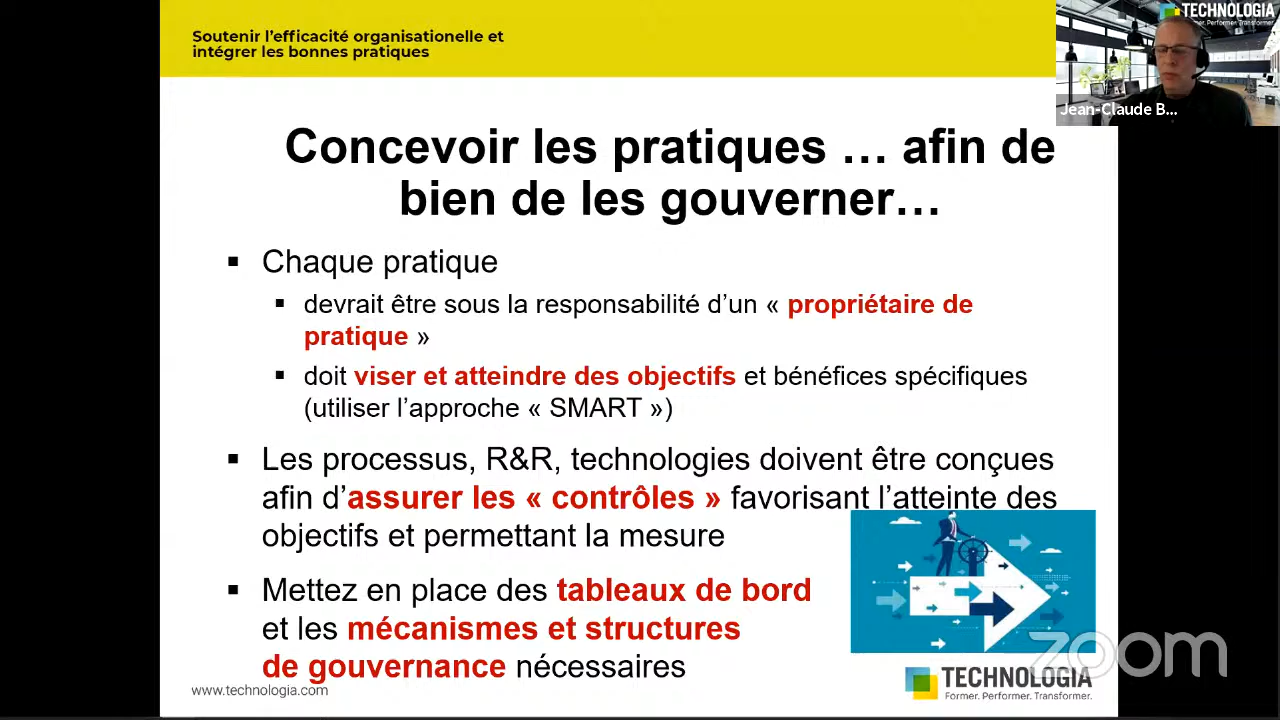 Soutenir l'efficacité organisationelle et
intégrer les bonnes pratiques
TECHNOLOGIA
Former. Performer. Transformer
Jean-Claude B...
Concevoir les pratiques … afin de
bien de les gouverner…
▪ Chaque pratique
▪ devrait être sous la responsabilité d'un « propriétaire de
pratique »
▪ doit viser et atteindre des objectifs et bénéfices spécifiques
(utiliser l'approche « SMART »)
▪ Les processus, R&R, technologies doivent être conçues
afin d'assurer les « contrôles » favorisant l'atteinte des
objectifs et permettant la mesure
▪ Mettez en place des tableaux de bord
et les mécanismes et structures
de gouvernance nécessaires
www.technologia.com
TECHNOLOGIA
Former. Performer. Transformer.
zoom